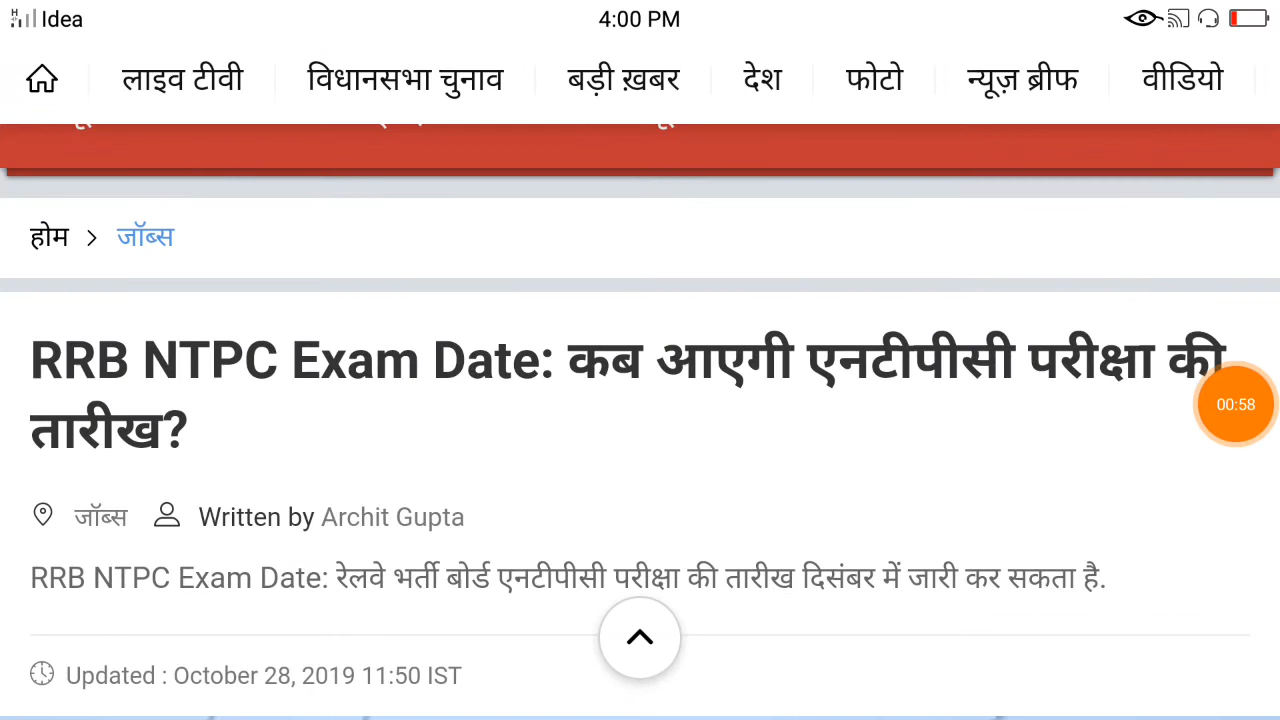 Idea
4:00 PM
लाइव टीवी विधानसभा चुनाव बड़ी ख़बर देश फोटो न्यूज़ ब्रीफ वीडियो
होम > जॉब्स
RRB NTPC Exam Date: कब आएगी एनटीपीसी परीक्षा की
तारीख?
00:58
जॉब्स Written by Archit Gupta
RRB NTPC Exam Date: रेलवे भर्ती बोर्ड एनटीपीसी परीक्षा की तारीख दिसंबर में जारी कर सकता है.
Updated : October 28, 2019 11:50 IST